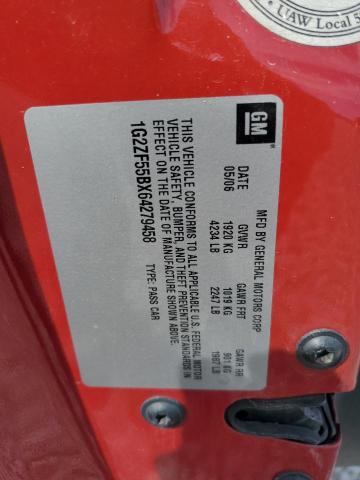 UAW Local 5
GM
MFD BY GENERAL MOTORS CORP
DATE GVWR GAWR FRT GAWR RR
05/06 1920 KG 1019 KG 901 KG
4234 LB 2247 LB 1987 LB
THIS VEHICLE CONFORMS TO ALL APPLICABLE U.S. FEDERAL MOTOR
VEHICLE SAFETY, BUMPER, AND THEFT PREVENTION STANDARDS IN
EFFECT ON THE DATE OF MANUFACTURE SHOWN ABOVE.
1G2ZF55BX64279458 TYPE: PASS CAR